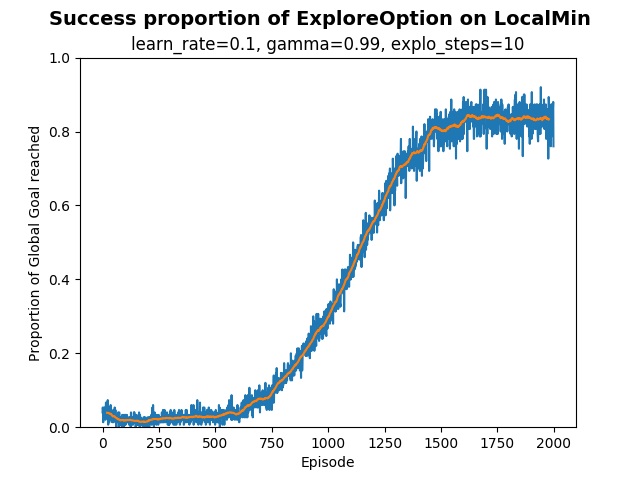 Success proportion of ExploreOption on LocalMin
learn_rate=0.1, gamma=0.99, explo_steps=10
Proportion of Global Goal reached
1.0
0.8
0.6
0.4
0.2
0.0
0 250 500 750 1000 1250 1500 1750 2000
Episode